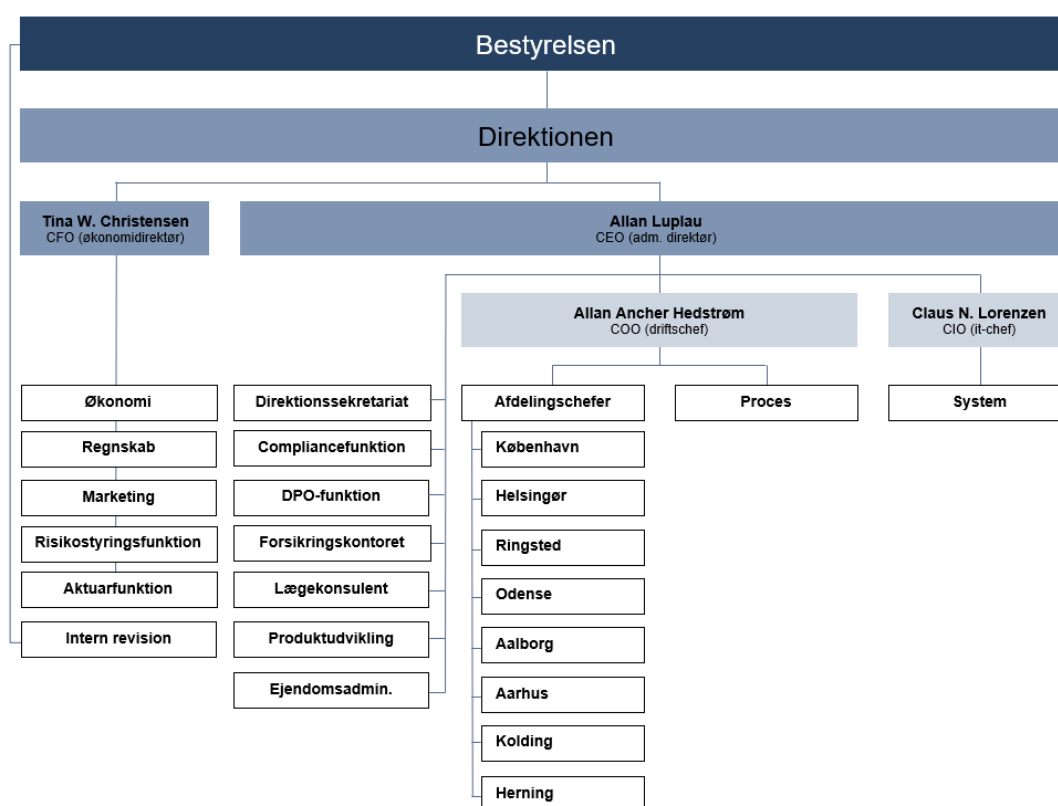 Bestyrelsen
Direktionen
Tina W. Christensen
CFO (økonomidirektør)
Allan Luplau
CEO (adm. direktør)
Allan Ancher Hedstrøm
COO (driftschef)
Claus N. Lorenzen
CIO (it-chef)
Økonomi
Regnskab
Marketing
Risikostyringsfunktion
Aktuarfunktion
Intern revision
Direktionssekretariat
Compliancefunktion
DPO-funktion
Forsikringskontoret
Lægekonsulent
Produktudvikling
Ejendomsadmin.
Afdelingschefer
København
Helsingør
Ringsted
Odense
Aalborg
Aarhus
Kolding
Herning
Proces
System